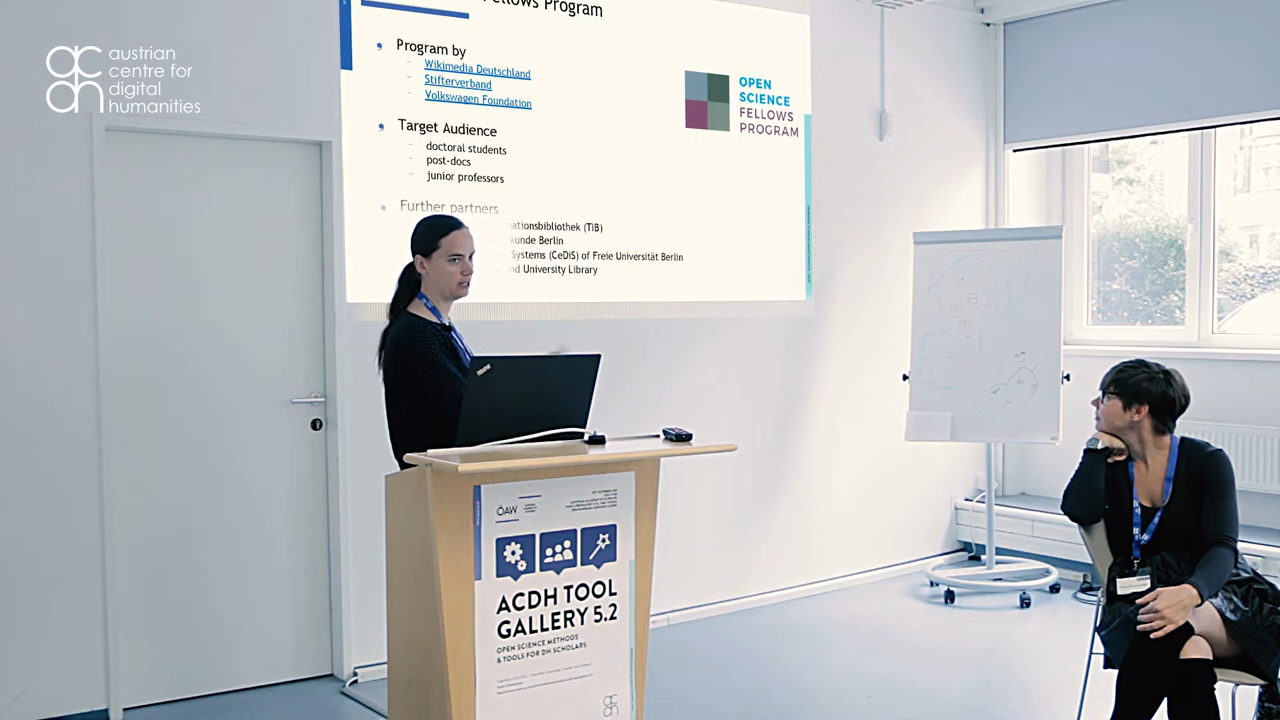 austrian
centre for
digital
humanities
Fellows Program
Program by
Wikimedia Deutschland
Stifterverband
Volkswagen Foundation
Target Audience
doctoral students
post-docs
junior professors
Further partners
ationsbibliothek (TIB)
kunde Berlin
Systems (CeDiS) of Freie Universität Berlin
nd University Library
OPEN
SCIENCE
FELLOWS
PROGRAM
ÖAW
ACDH TOOL
GALLERY 5.2
OPEN SCIENCE METHODS
& TOOLS FOR DH SCHOLARS